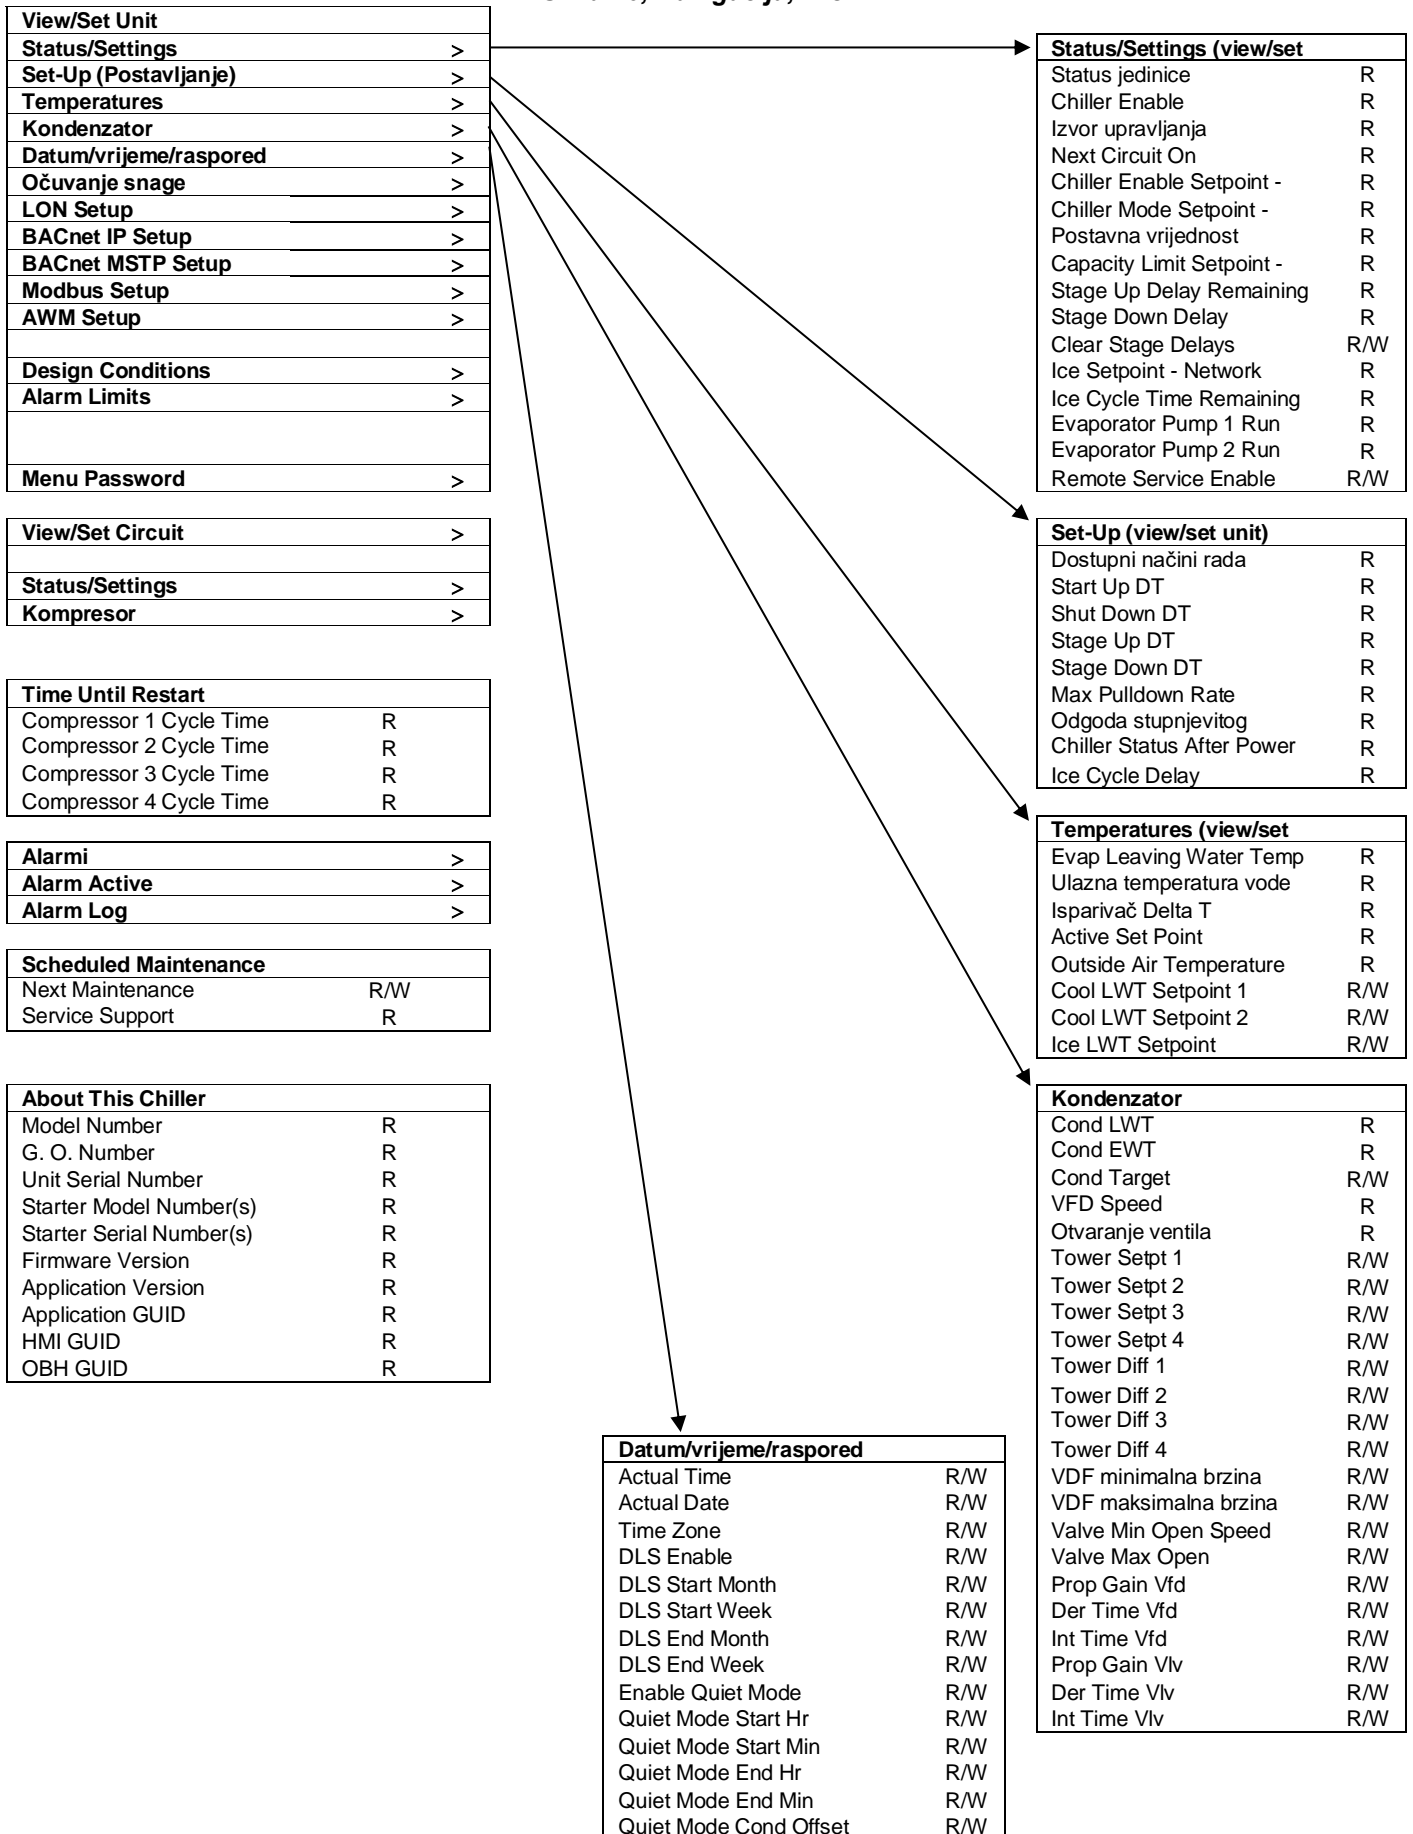 View/Set Unit
Status/Settings >
Set-Up (Postavljanje) >
Temperatures >
Kondenzator >
Datum/vrijeme/raspored >
Očuvanje snage >
LON Setup >
BACnet IP Setup >
BACnet MSTP Setup >
Modbus Setup >
AWM Setup >
Design Conditions >
Alarm Limits >
Menu Password >
View/Set Circuit >
Status/Settings >
Kompresor >
Time Until Restart
Compressor 1 Cycle Time R
Compressor 2 Cycle Time R
Compressor 3 Cycle Time R
Compressor 4 Cycle Time R
Alarmi >
Alarm Active >
Alarm Log >
Scheduled Maintenance
Next Maintenance R/W
Service Support R
About This Chiller
Model Number R
G. O. Number R
Unit Serial Number R
Starter Model Number(s) R
Starter Serial Number(s) R
Firmware Version R
Application Version R
Application GUID R
HMI GUID R
OBH GUID R
Status/Settings (view/set
Status jedinice R
Chiller Enable R
Izvor upravljanja R
Next Circuit On R
Chiller Enable Setpoint - R
Chiller Mode Setpoint - R
Postavna vrijednost R
Capacity Limit Setpoint - R
Stage Up Delay Remaining R
Stage Down Delay R
Clear Stage Delays R/W
Ice Setpoint - Network R
Ice Cycle Time Remaining R
Evaporator Pump 1 Run R
Evaporator Pump 2 Run R
Remote Service Enable R/W
Set-Up (view/set unit)
Dostupni načini rada R
Start Up DT R
Shut Down DT R
Stage Up DT R
Stage Down DT R
Max Pulldown Rate R
Odgoda stupnjevitog R
Chiller Status After Power R
Ice Cycle Delay R
Temperatures (view/set
Evap Leaving Water Temp R
Ulazna temperatura vode R
Isparivač Delta T R
Active Set Point R
Outside Air Temperature R
Cool LWT Setpoint 1 R/W
Cool LWT Setpoint 2 R/W
Ice LWT Setpoint R/W
Kondenzator
Cond LWT R
Cond EWT R
Cond Target R/W
VFD Speed R
Otvaranje ventila R
Tower Setpt 1 R/W
Tower Setpt 2 R/W
Tower Setpt 3 R/W
Tower Setpt 4 R/W
Tower Diff 1 R/W
Tower Diff 2 R/W
Tower Diff 3 R/W
Tower Diff 4 R/W
VDF minimalna brzina R/W
VDF maksimalna brzina R/W
Valve Min Open Speed R/W
Valve Max Open R/W
Prop Gain Vfd R/W
Der Time Vfd R/W
Int Time Vfd R/W
Prop Gain Vlv R/W
Der Time Vlv R/W
Int Time Vlv R/W
Datum/vrijeme/raspored
Actual Time R/W
Actual Date R/W
Time Zone R/W
DLS Enable R/W
DLS Start Month R/W
DLS Start Week R/W
DLS End Month R/W
DLS End Week R/W
Enable Quiet Mode R/W
Quiet Mode Start Hr R/W
Quiet Mode Start Min R/W
Quiet Mode End Hr R/W
Quiet Mode End Min R/W
Quiet Mode Cond Offset R/W